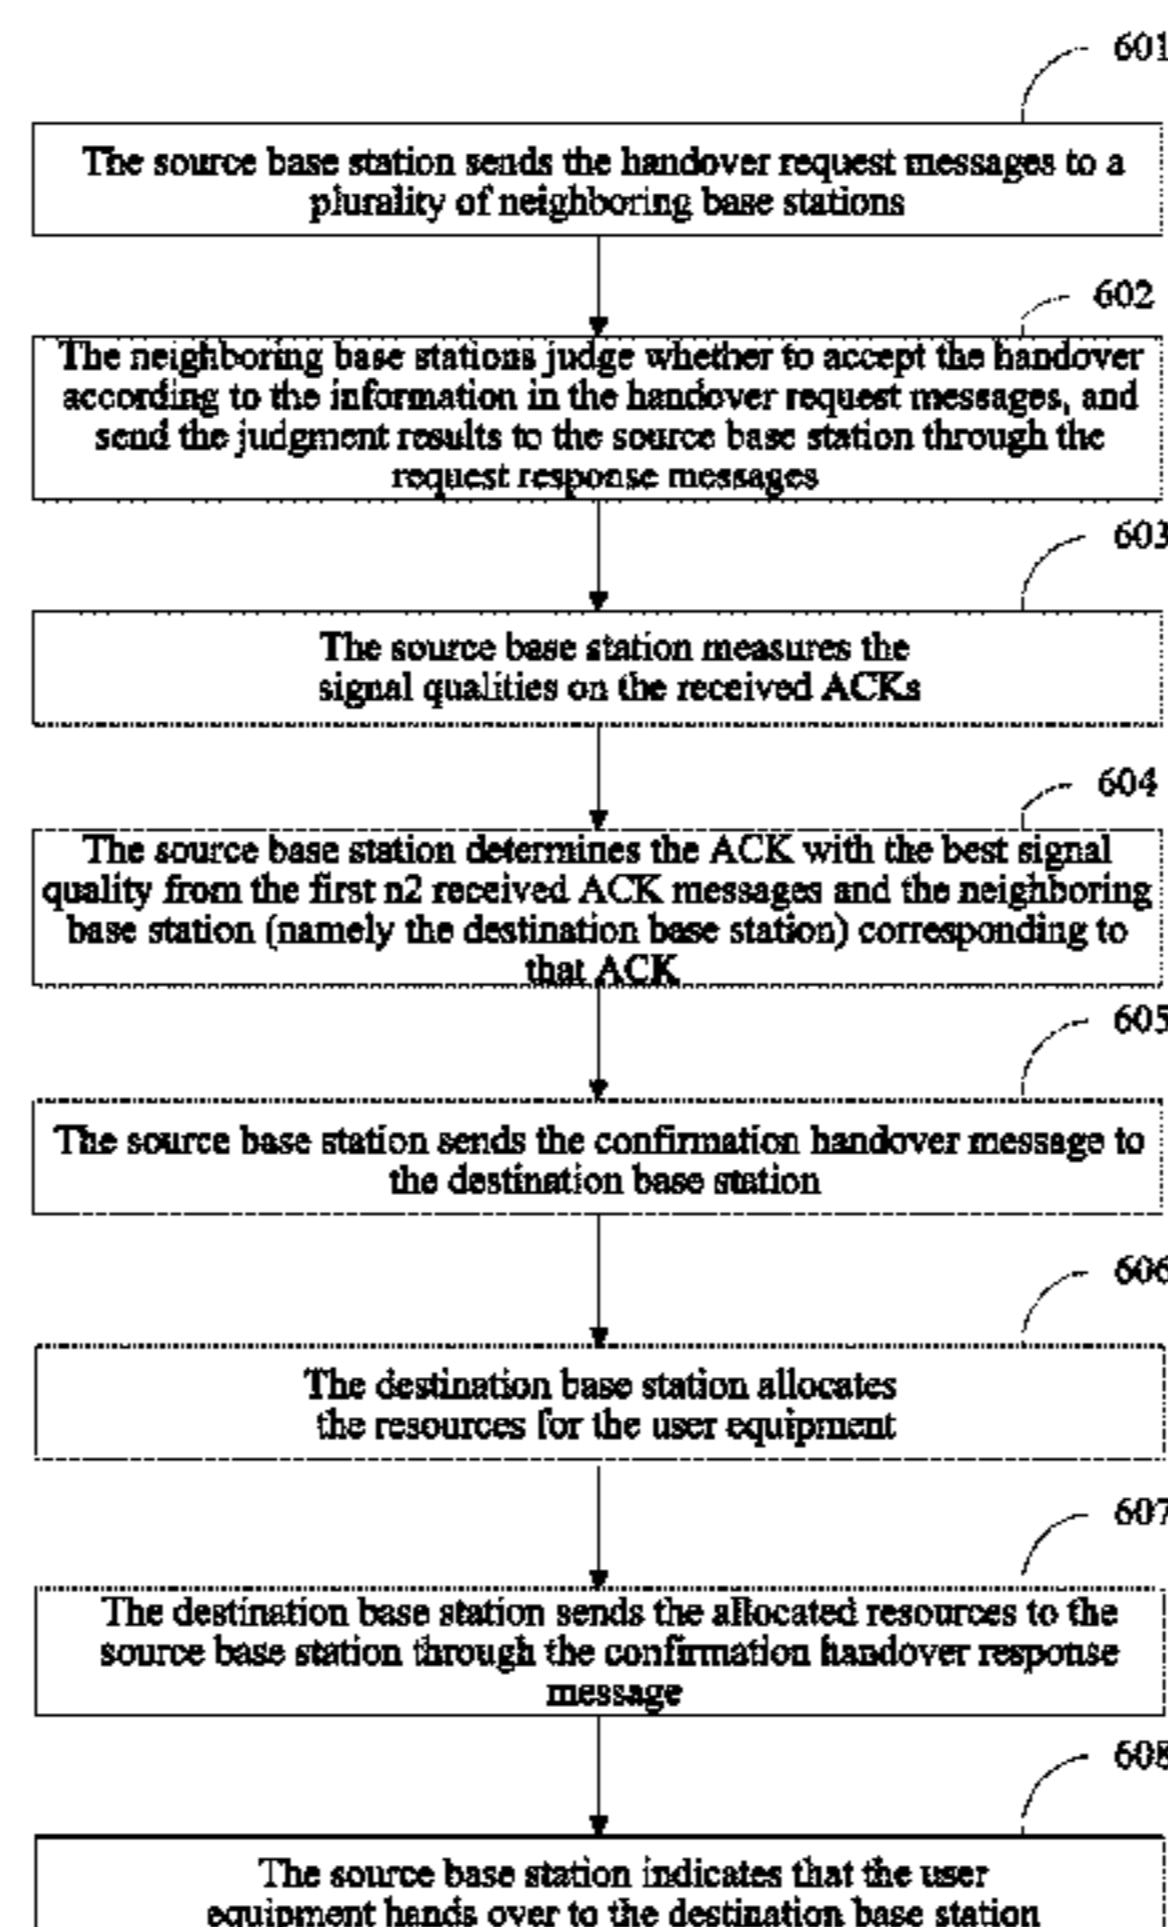 601
The source base station sends the handover request messages to a
plurality of neighboring base stations
602
The neighboring base stations judge whether to accept the handover
according to the information in the handover request messages, and
send the judgment results to the source base station through the
request response messages
603
The source base station measures the
signal qualities on the received ACKs
604
The source base station determines the ACK with the best signal
quality from the first n2 received ACK messages and the neighboring
base station (namely the destination base station) corresponding to
that ACK
605
The source base station sends the confirmation handover message to
the destination base station
606
The destination base station allocates
the resources for the user equipment
607
The destination base station sends the allocated resources to the
source base station through the confirmation handover response
message
608
The source base station indicates that the user
equipment hands over to the destination base station